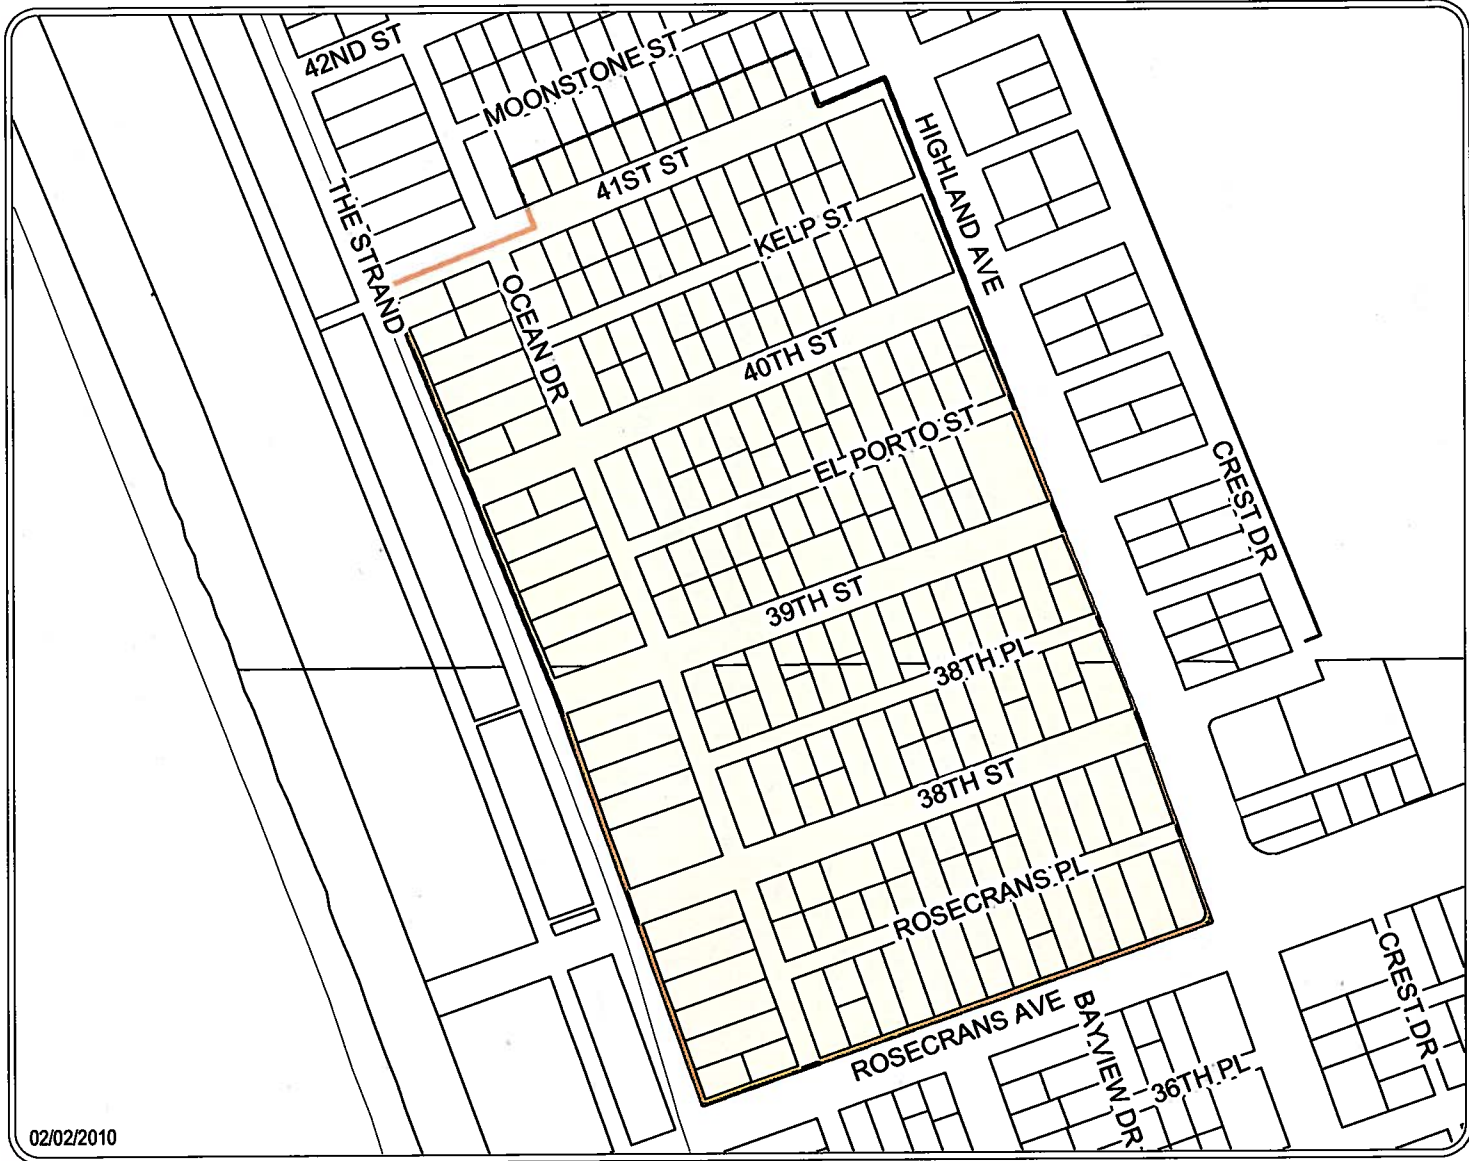 42ND ST
MOONSTONE ST
41ST ST
HIGHLAND AVE
THE STRAND
KELP ST
OCEAN DR
40TH ST
EL PORTO ST
CREST DR
39TH ST
38TH PL
38TH ST
ROSECRANS PL
ROSECRANS AVE
BAYVIEW DR
36TH PL
CREST DR
02/02/2010